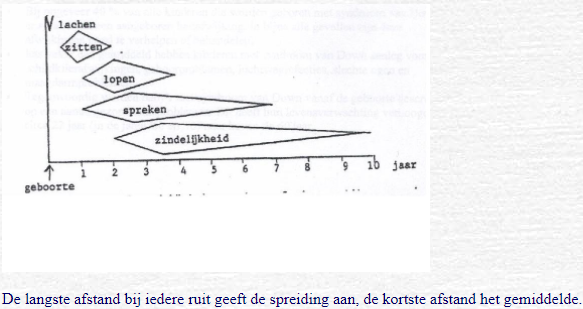 lachen
zitten
lopen
spreken
zindelijkheid
1 2 3 4 5 6 7 8 9 10 jaar
geboorte
De langste afstand bij iedere ruit geeft de spreiding aan, de kortste afstand het gemiddelde.